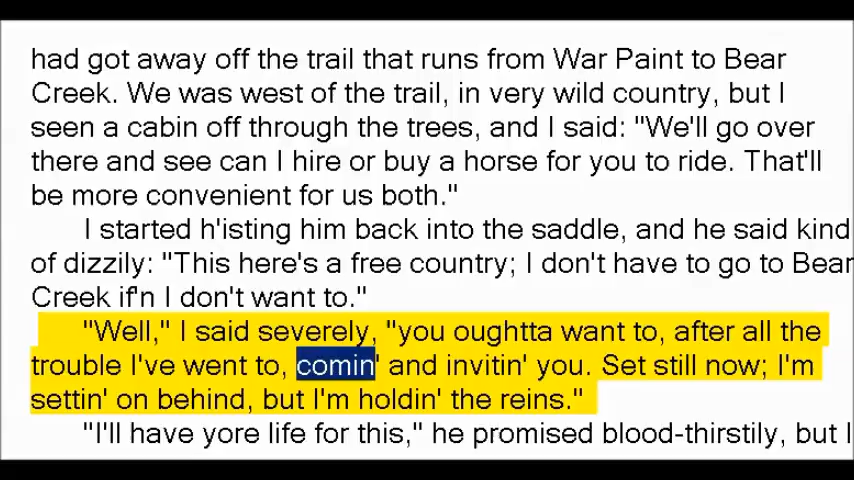 had got away off the trail that runs from War Paint to Bear
Creek. We was west of the trail, in very wild country, but I
seen a cabin off through the trees, and I said: "We'll go over
there and see can I hire or buy a horse for you to ride. That'll
be more convenient for us both."
I started h'isting him back into the saddle, and he said kind
of dizzily: "This here's a free country; I don't have to go to Bear
Creek if'n I don't want to."
"Well," I said severely, "you oughtta want to, after all the
trouble I've went to, comin' and invitin' you. Set still now; I'm
settin' on behind, but I'm holdin' the reins."
"I'll have yore life for this," he promised blood-thirstily, but I